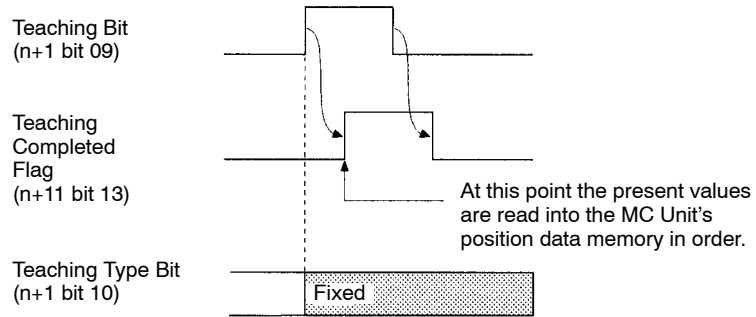 Teaching Bit
(n+1 bit 09)
Teaching
Completed
Flag
(n+11 bit 13)
At this point the present values
are read into the MC Unit's
position data memory in order.
Teaching Type Bit
(n+1 bit 10)
Fixed